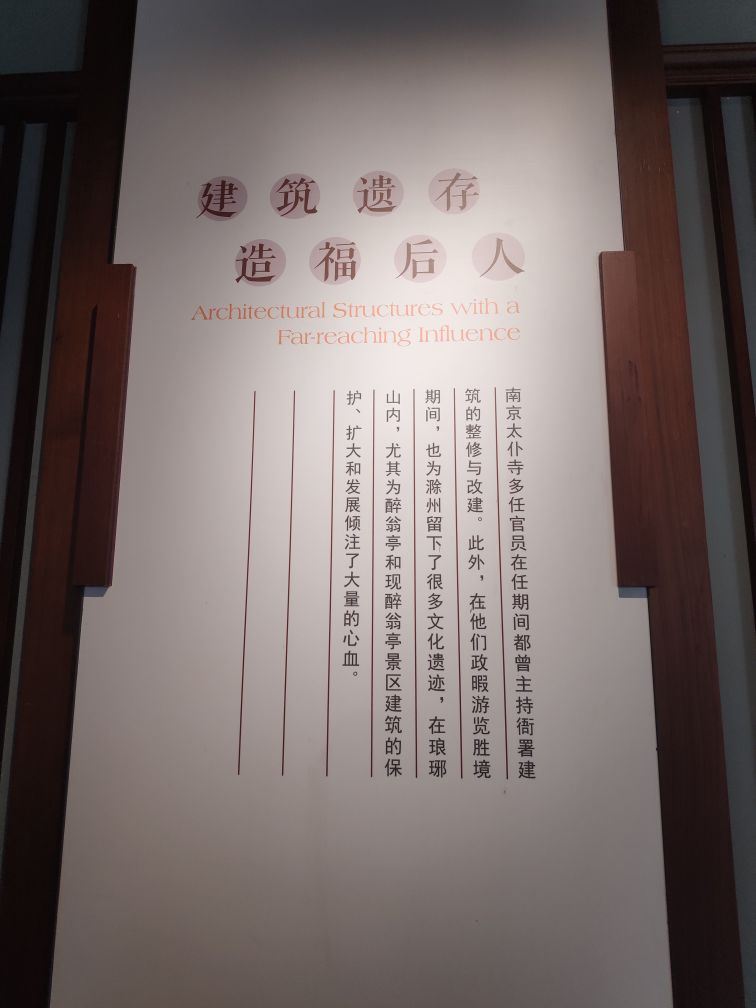 建筑遗存
造福后人
Architectural Structures with a
Far-reaching Influence
南京太仆寺多任官员在任期间都曾主持衙署建
筑的整修与改建。此外，在他们政暇游览胜境
期间，也为滁州留下了很多文化遗迹，在琅琊
山内，尤其为醉翁亭和现醉翁亭景区建筑的保
护、扩大和发展倾注了大量的心血。